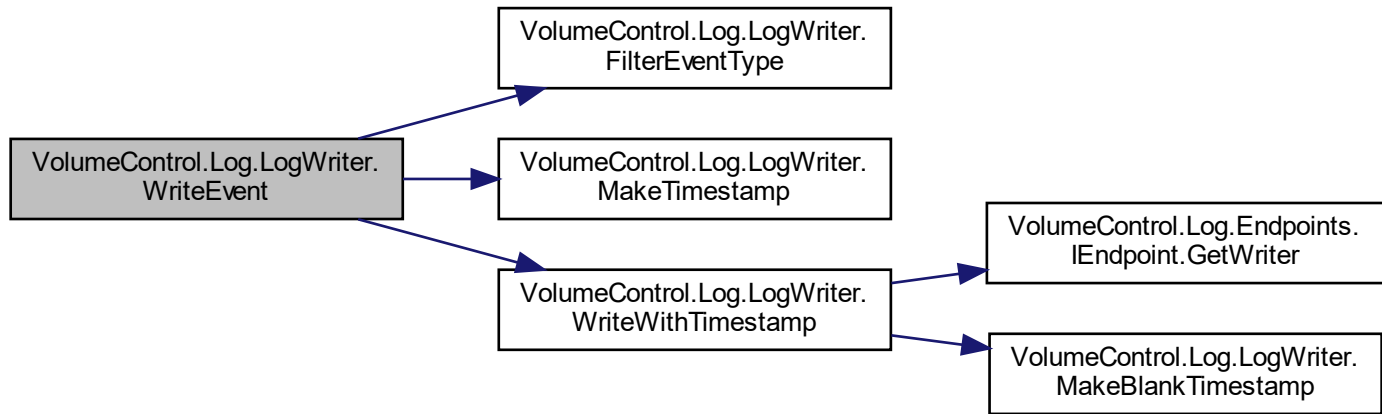 VolumeControl.Log.LogWriter.
FilterEventType
VolumeControl.Log.LogWriter.
WriteEvent
VolumeControl.Log.LogWriter.
MakeTimestamp
VolumeControl.Log.LogWriter.
WriteWithTimestamp
VolumeControl.Log.Endpoints.
IEndpoint.GetWriter
VolumeControl.Log.LogWriter.
MakeBlankTimestamp